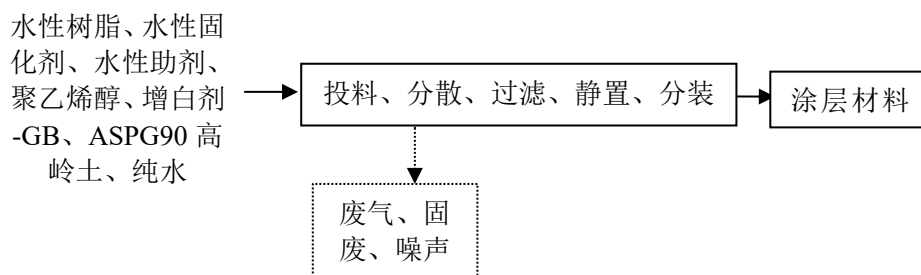 水性树脂、水性固
化剂、水性助剂、
聚乙烯醇、增白剂
-GB、ASPG90 高
岭土、纯水
投料、分散、过滤、静置、分装
涂层材料
废气、固
废、噪声